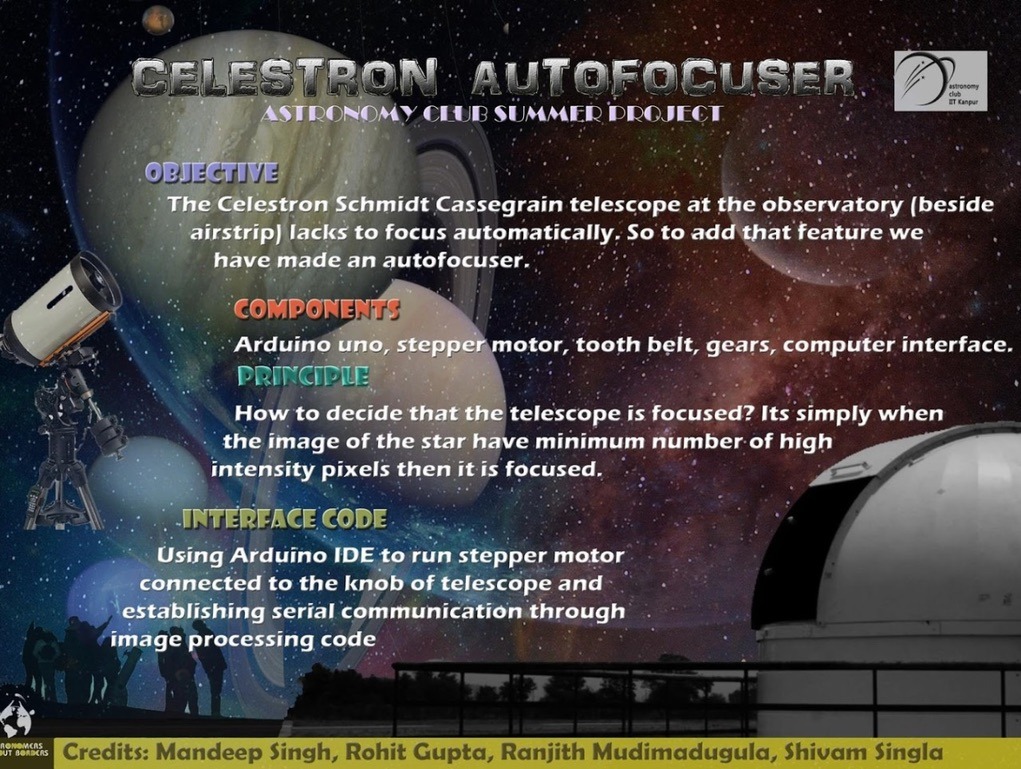 CELESTRON AUTOFOCUSER
ASTRONOMY CLUB SUMMER PROJECT
astronomy
club
IIT Kanpur
OBJECTIVE
The Celestron Schmidt Cassegrain telescope at the observatory (beside
airstrip) lacks to focus automatically. So to add that feature we
have made an autofocuser.
COMPONENTS
Arduino uno, stepper motor, tooth belt, gears, computer interface.
PRINCIPLE
How to decide that the telescope is focused? Its simply when
the image of the star have minimum number of high
intensity pixels then it is focused.
INTERFACE CODE
Using Arduino IDE to run stepper motor
connected to the knob of telescope and
establishing serial communication through
image processing code
RONOMERS
OUT BORDERS
Credits: Mandeep Singh, Rohit Gupta, Ranjith Mudimadugula, Shivam Singla